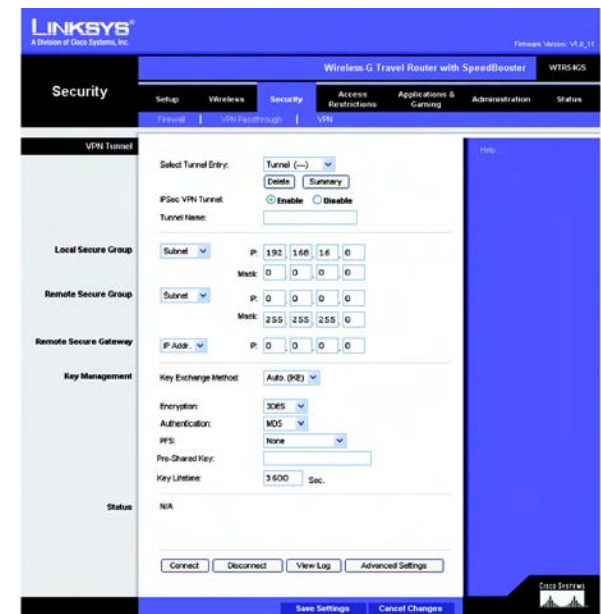 LINKSYS®
A Division of Cisco Systems, Inc.
Firmware Version: V1.0_11
Wireless-G Travel Router with SpeedBooster WTR54GS
Security
Setup Wireless Security Access Restrictions Applications & Gaming Administration Status
Firewall | VPN Passthrough | VPN
VPN Tunnel
Help...
Select Tunnel Entry: Tunnel (---)
Delete Summary
IPSec VPN Tunnel: Enable Disable
Tunnel Name:
Local Secure Group Subnet IP: 192 . 168 . 16 . 0
Mask: 0 . 0 . 0 . 0
Remote Secure Group Subnet IP: 0 . 0 . 0 . 0
Mask: 255 . 255 . 255 . 0
Remote Secure Gateway IP Addr. IP: 0 . 0 . 0 . 0
Key Management Key Exchange Method: Auto. (IKE)
Encryption: 3DES
Authentication: MD5
PFS: None
Pre-Shared Key:
Key Lifetime: 3600 Sec.
Status N/A
Connect Disconnect View Log Advanced Settings
Save Settings Cancel Changes
CISCO SYSTEMS